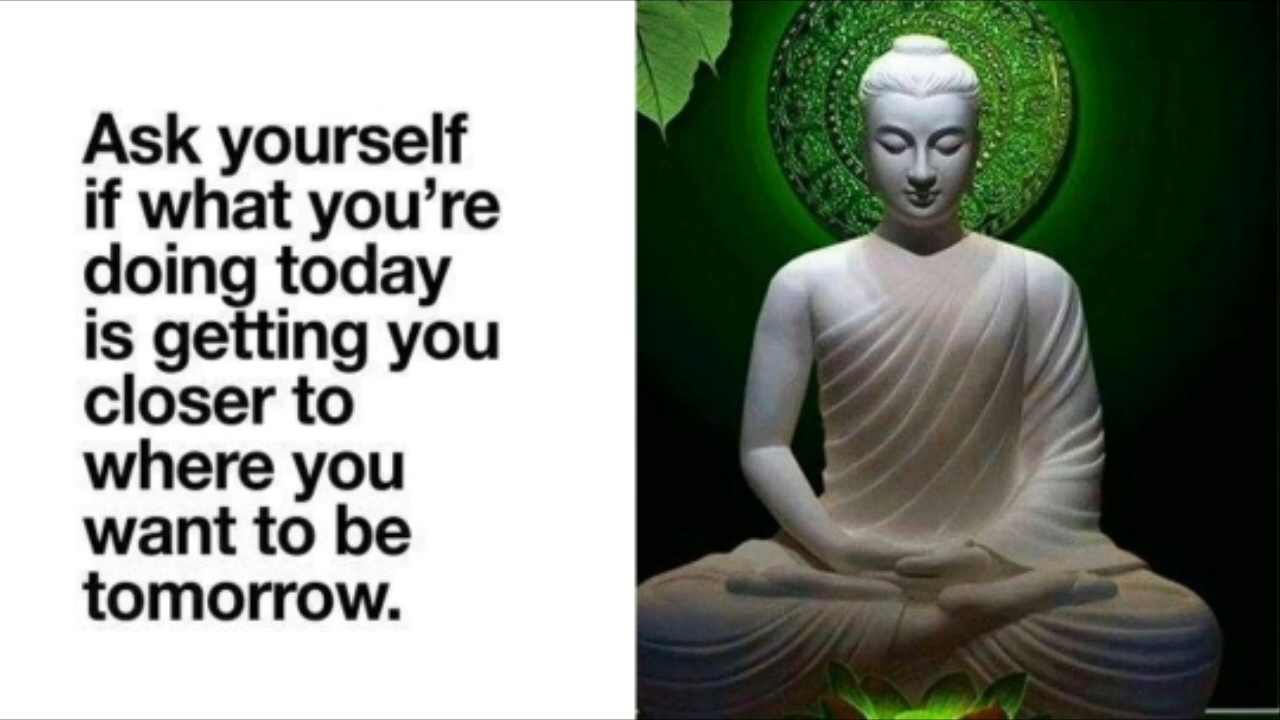 Ask yourself
if what you’re
doing today
is getting you
closer to
where you
want to be
tomorrow.